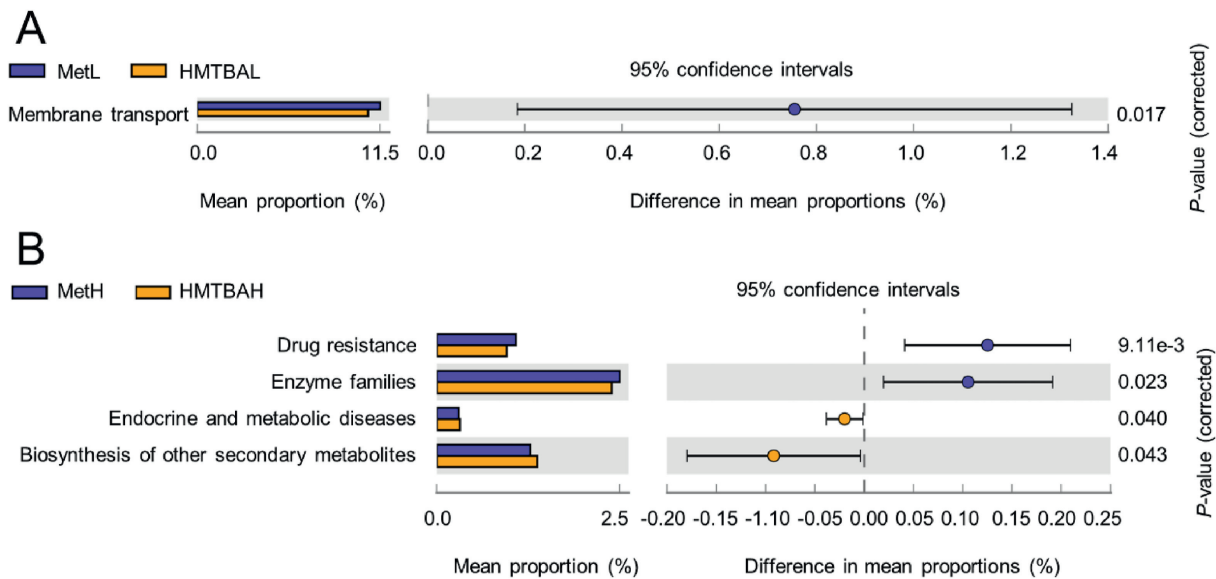 A
MetL HMTBAL
95% confidence intervals
Membrane transport
0.017
0.0 11.5
0.0 0.2 0.4 0.6 0.8 1.0 1.2 1.4
Mean proportion (%)
Difference in mean proportions (%)
P-value (corrected)
B
MetH HMTBAH
95% confidence intervals
Drug resistance
9.11e-3
Enzyme families
0.023
Endocrine and metabolic diseases
0.040
Biosynthesis of other secondary metabolites
0.043
0.0 2.5
-0.20 -0.15 -1.10 -0.05 0.00 0.05 0.10 0.15 0.20 0.25
Mean proportion (%)
Difference in mean proportions (%)
P-value (corrected)